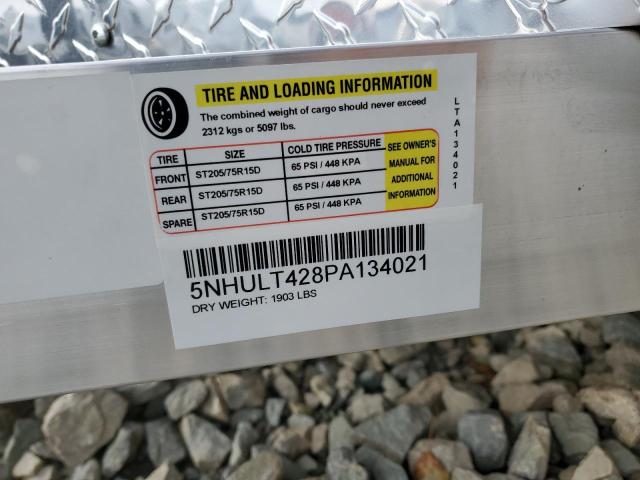 TIRE AND LOADING INFORMATION
The combined weight of cargo should never exceed
2312 kgs or 5097 lbs.
TIRE SIZE COLD TIRE PRESSURE SEE OWNER'S
FRONT ST205/75R15D 65 PSI / 448 KPA MANUAL FOR
REAR ST205/75R15D 65 PSI / 448 KPA ADDITIONAL
SPARE ST205/75R15D 65 PSI / 448 KPA INFORMATION
LTA134021
5NHULT428PA134021
DRY WEIGHT: 1903 LBS